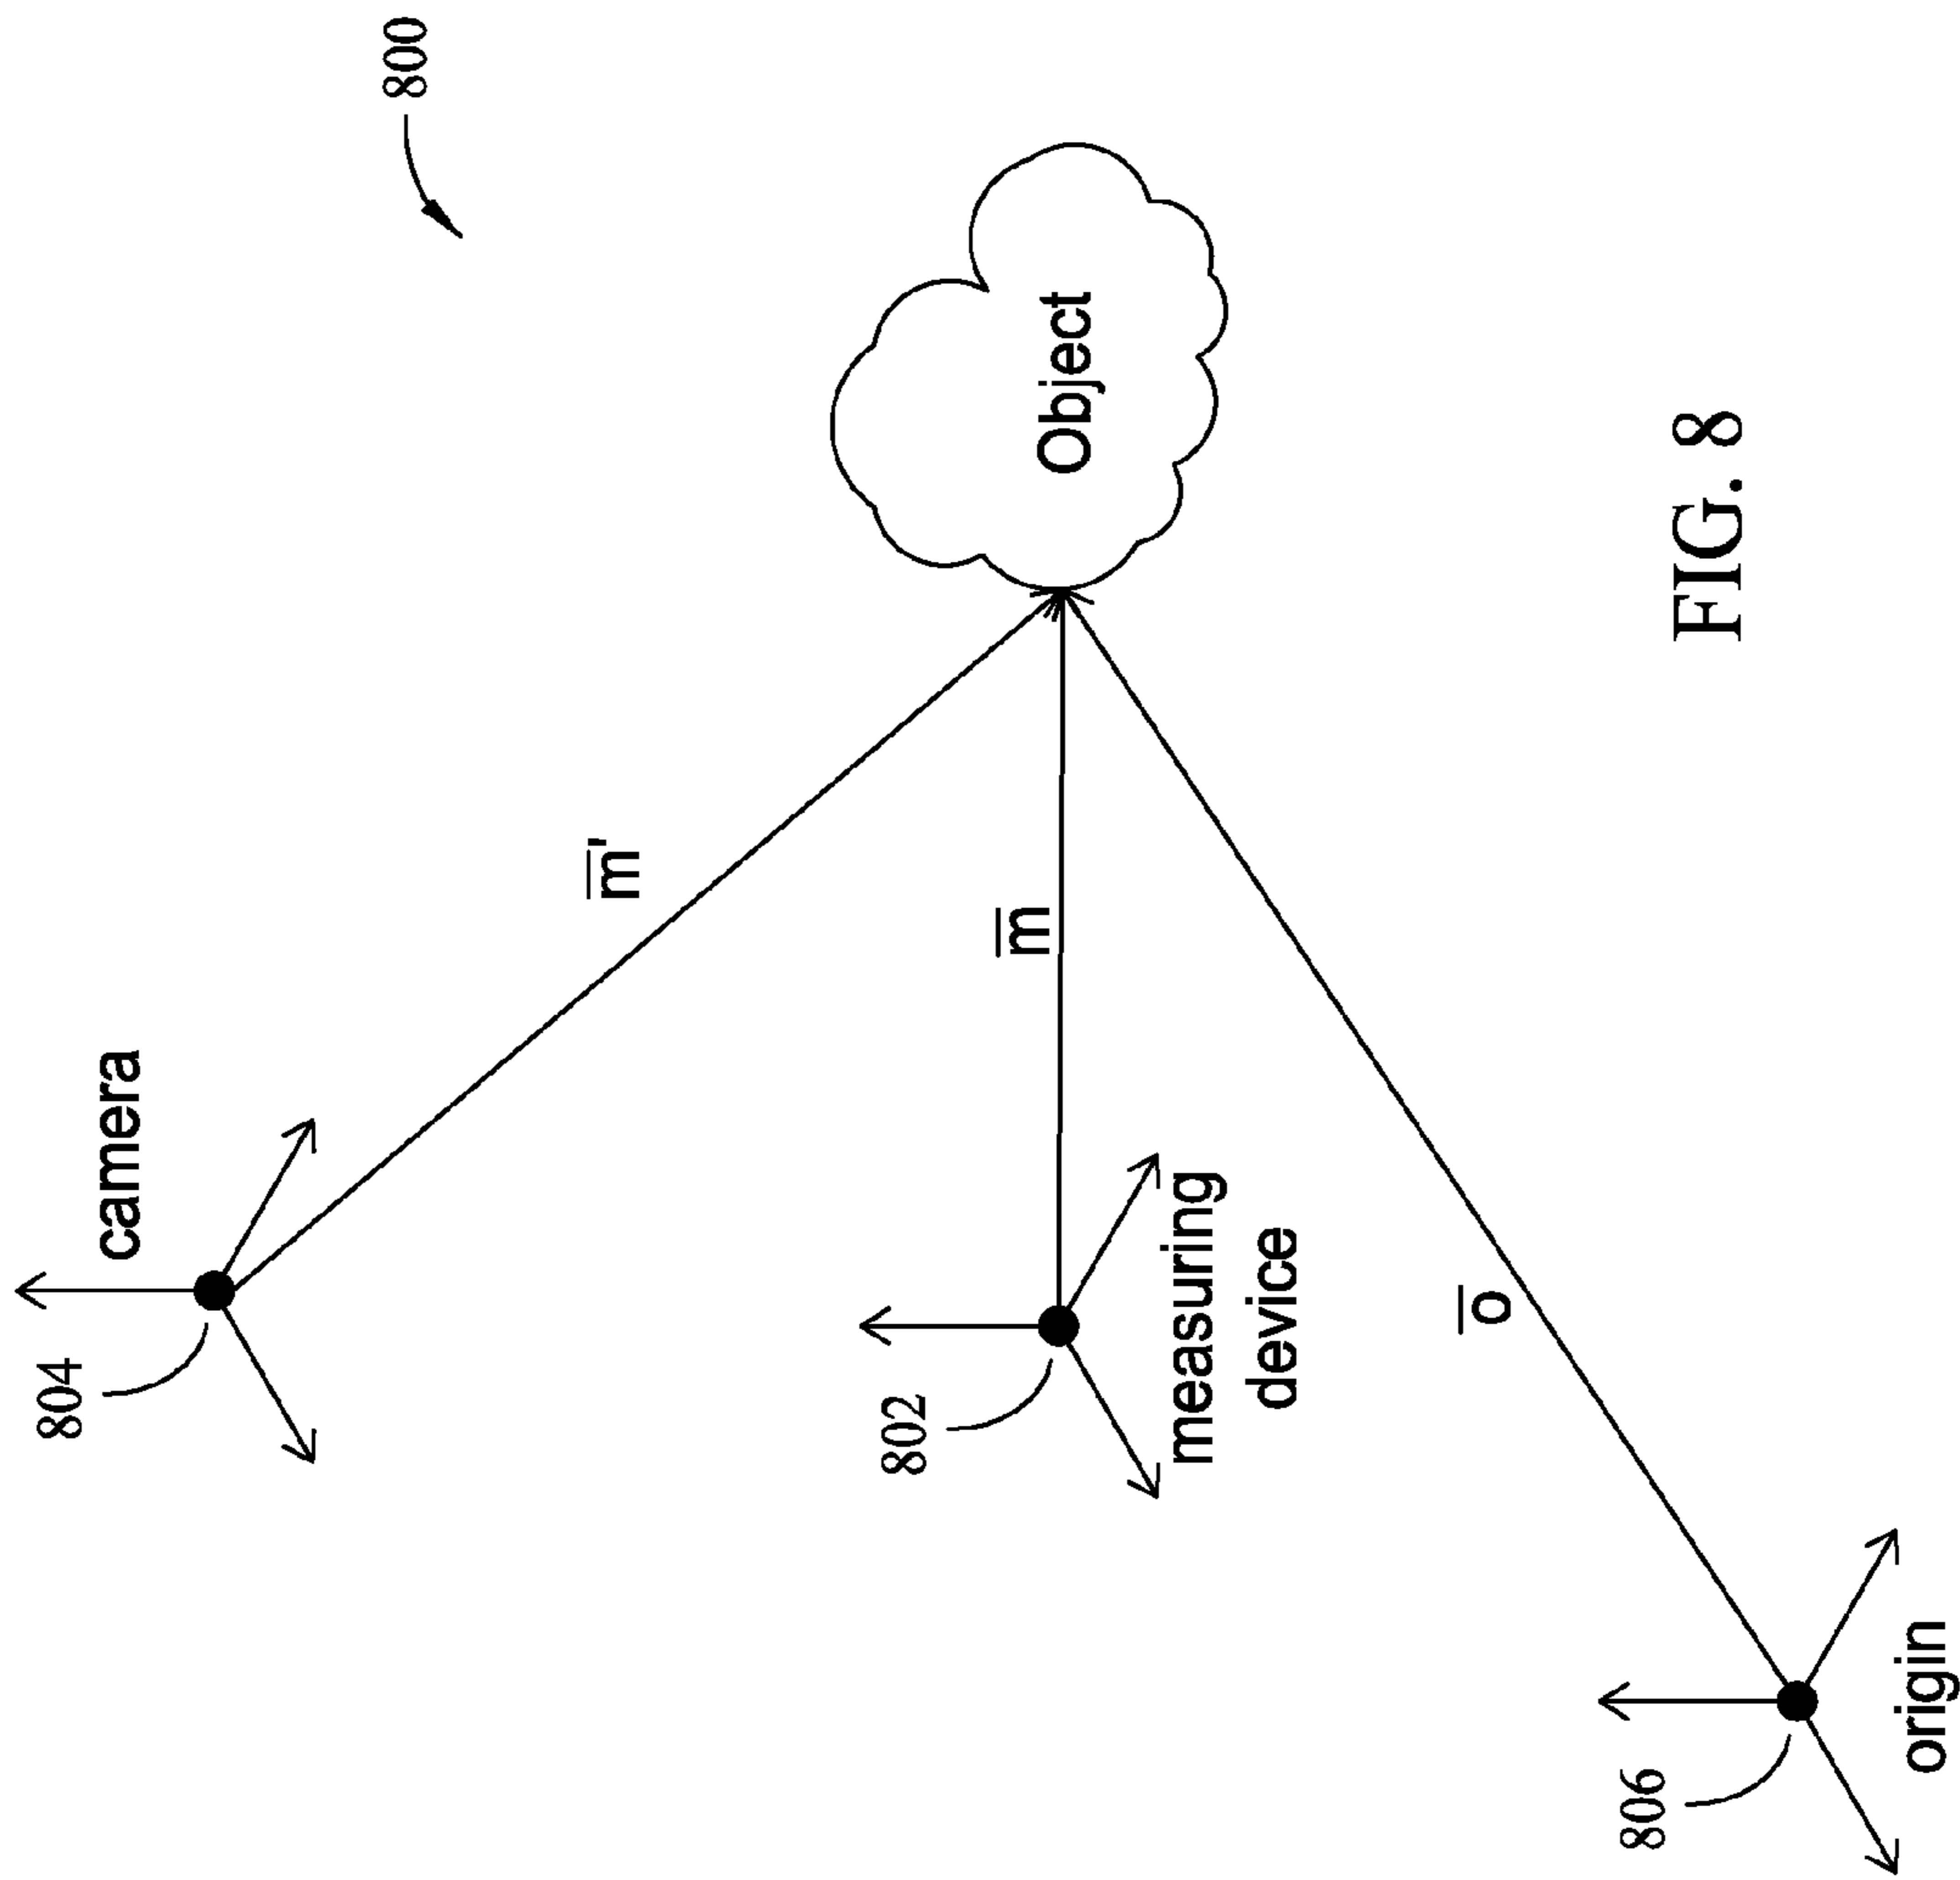 804
camera
800
m̅'
802
m̅
Object
measuring
device
o̅
806
FIG. 8
origin